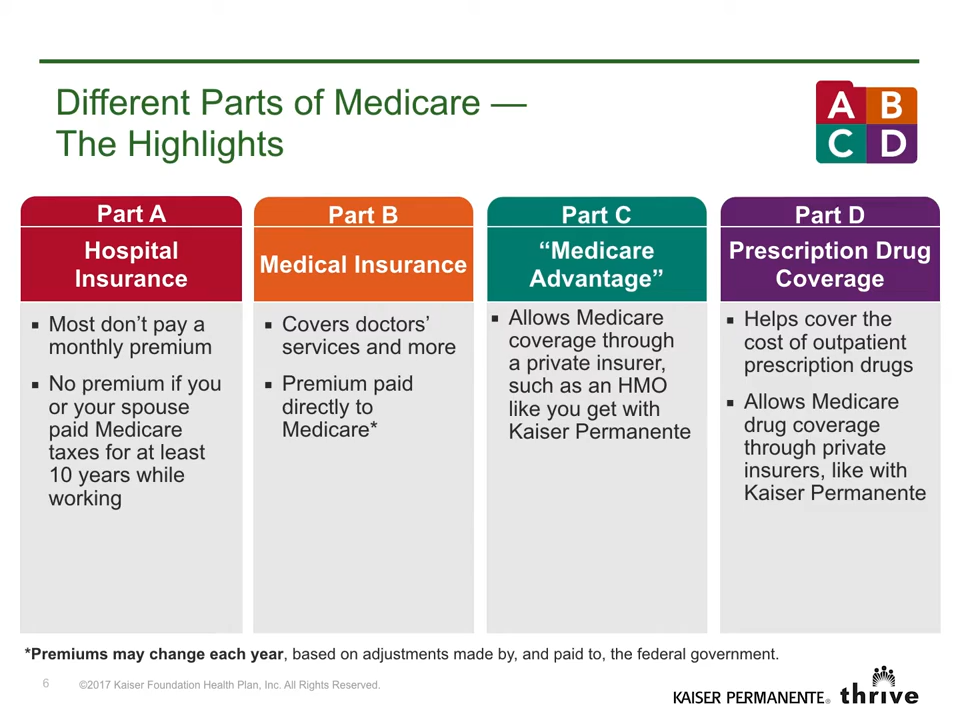 Different Parts of Medicare —
The Highlights
A B
C D
Part A
Hospital
Insurance
▪ Most don’t pay a
monthly premium
▪ No premium if you
or your spouse
paid Medicare
taxes for at least
10 years while
working
Part B
Medical Insurance
▪ Covers doctors’
services and more
▪ Premium paid
directly to
Medicare*
Part C
“Medicare
Advantage”
▪ Allows Medicare
coverage through
a private insurer,
such as an HMO
like you get with
Kaiser Permanente
Part D
Prescription Drug
Coverage
▪ Helps cover the
cost of outpatient
prescription drugs
▪ Allows Medicare
drug coverage
through private
insurers, like with
Kaiser Permanente
*Premiums may change each year, based on adjustments made by, and paid to, the federal government.
6 ©2017 Kaiser Foundation Health Plan, Inc. All Rights Reserved.
KAISER PERMANENTE® thrive